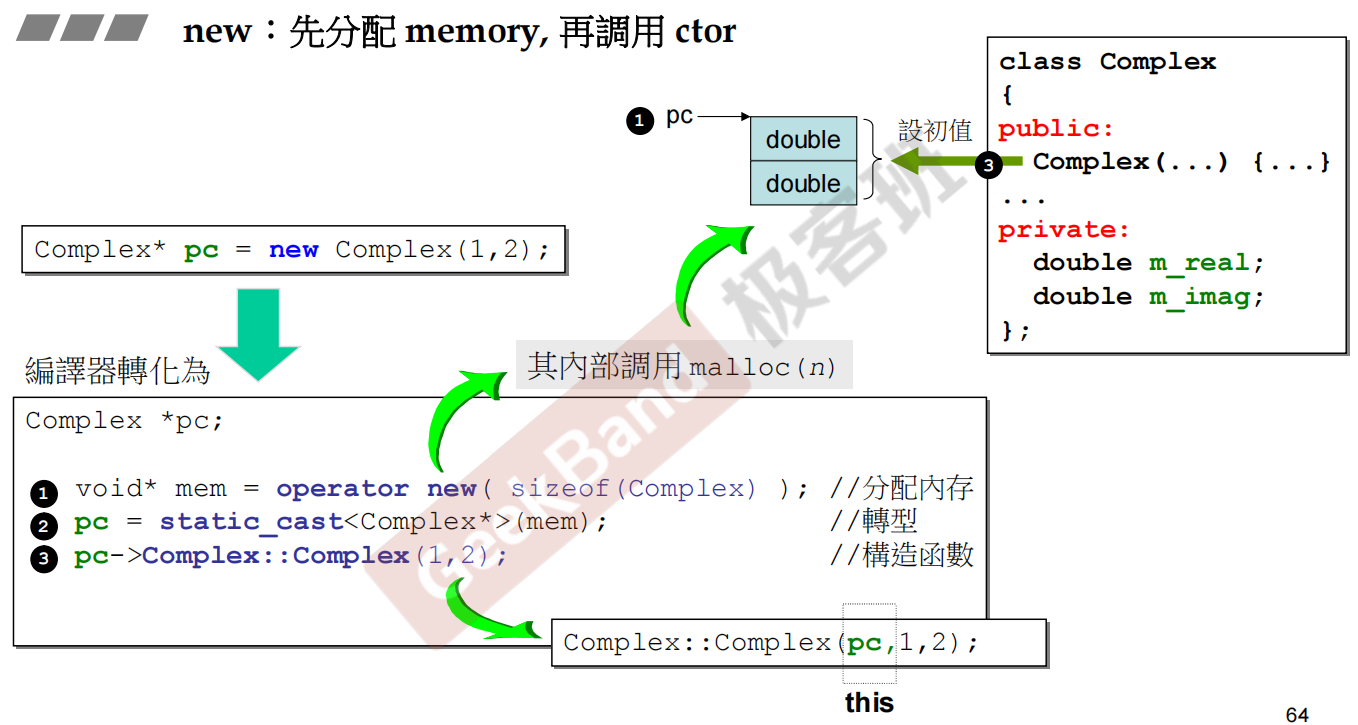 new：先分配 memory, 再調用 ctor
class Complex
{
public:
Complex(...) {...}
...
private:
double m_real;
double m_imag;
};
1 pc
double
double
設初值
3
Complex* pc = new Complex(1,2);
編譯器轉化為
其內部調用 malloc(n)
Complex *pc;
1 void* mem = operator new( sizeof(Complex) ); //分配內存
2 pc = static_cast<Complex*>(mem); //轉型
3 pc->Complex::Complex(1,2); //構造函數
Complex::Complex(pc,1,2);
this
GeekBand 极客班
64